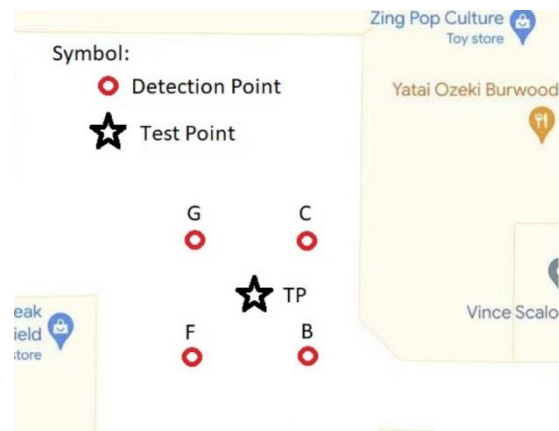 Zing Pop Culture
Toy store
Symbol:
Detection Point
Test Point
Yatai Ozeki Burwood
G
C
TP
F
B
eak
ield
store
Vince Scalo